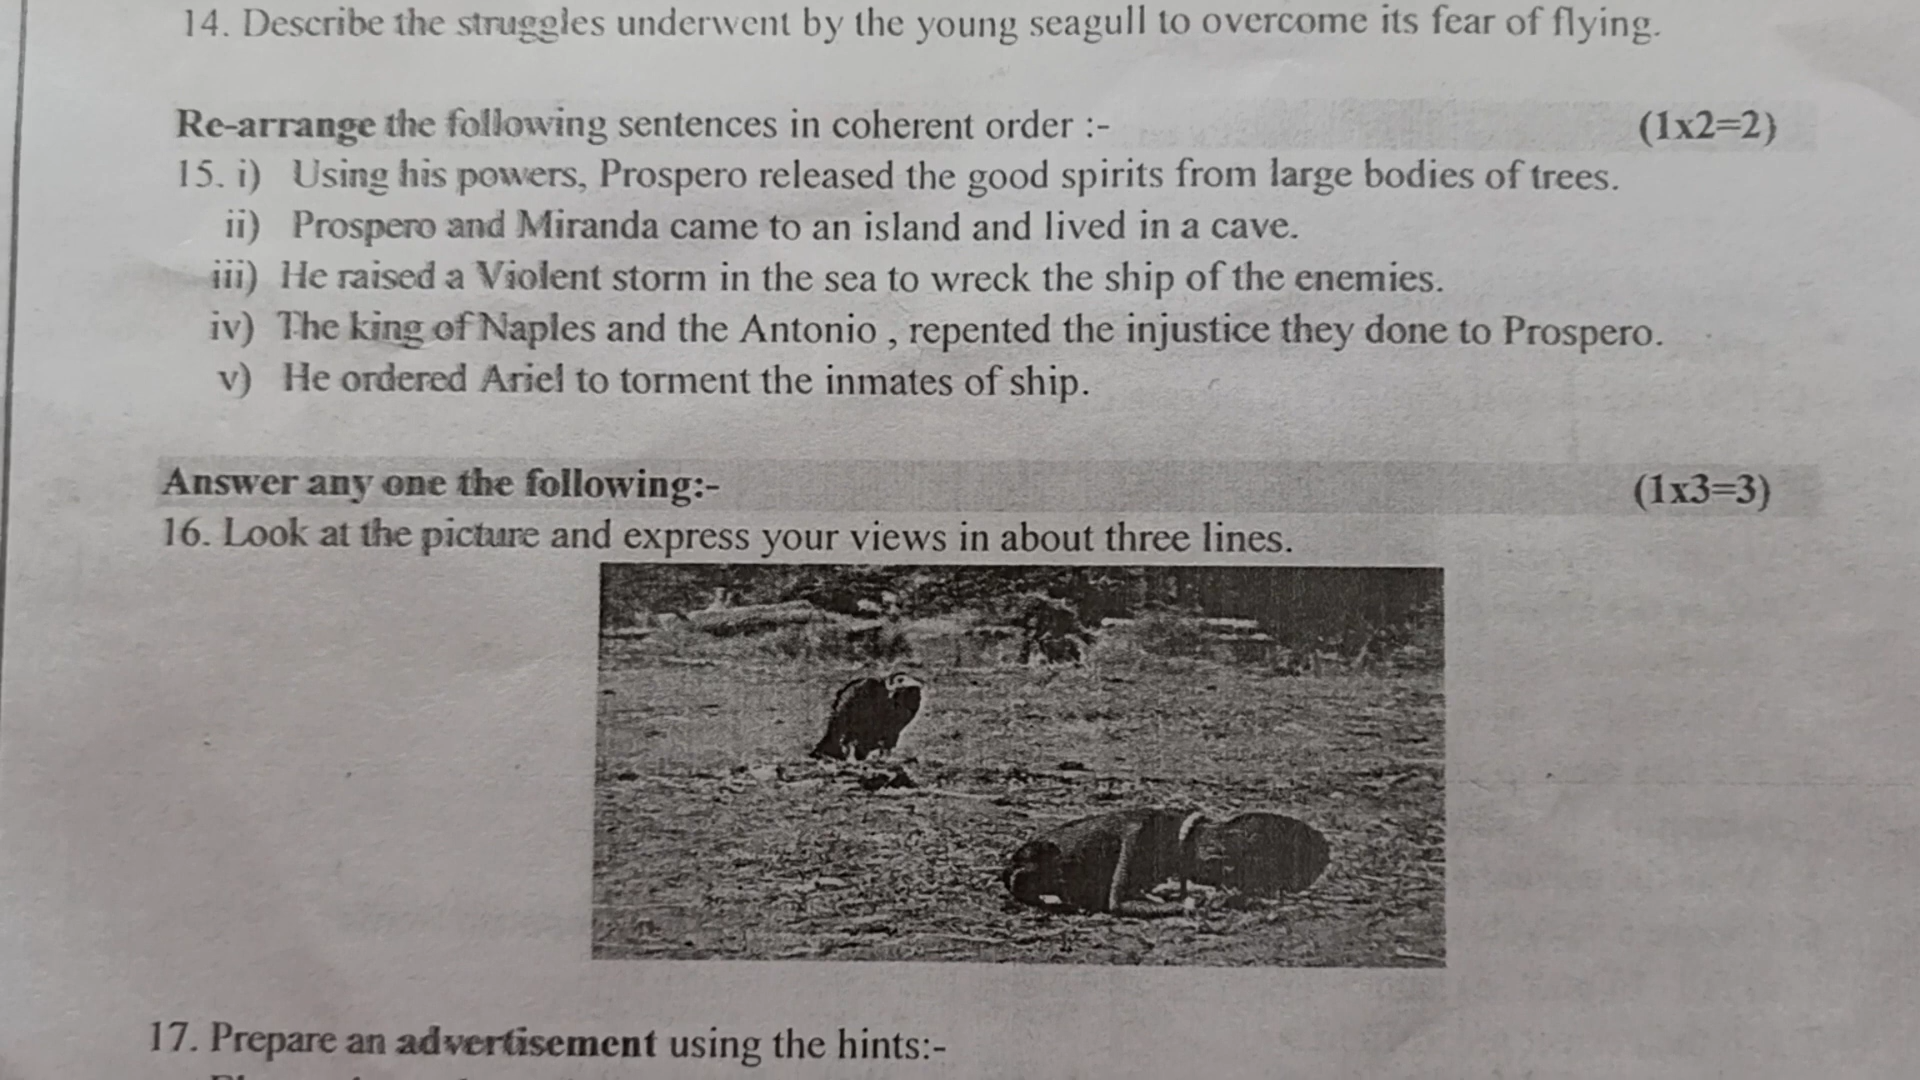 14. Describe the struggles underwent by the young seagull to overcome its fear of flying.
Re-arrange the following sentences in coherent order :- (1x2=2)
15. i) Using his powers, Prospero released the good spirits from large bodies of trees.
ii) Prospero and Miranda came to an island and lived in a cave.
iii) He raised a Violent storm in the sea to wreck the ship of the enemies.
iv) The king of Naples and the Antonio , repented the injustice they done to Prospero.
v) He ordered Ariel to torment the inmates of ship.
Answer any one the following:- (1x3=3)
16. Look at the picture and express your views in about three lines.
17. Prepare an advertisement using the hints:-